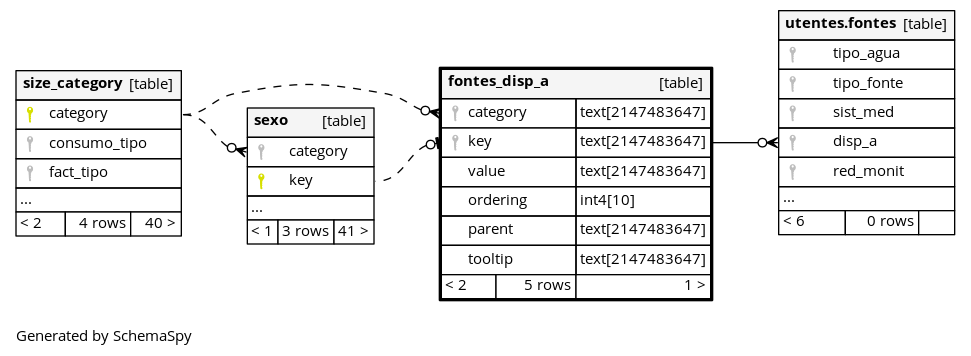 size_category [table]
category
consumo_tipo
fact_tipo
...
< 2 4 rows 40 >
sexo [table]
category
key
...
< 1 3 rows 41 >
fontes_disp_a [table]
category text[2147483647]
key text[2147483647]
value text[2147483647]
ordering int4[10]
parent text[2147483647]
tooltip text[2147483647]
< 2 5 rows 1 >
utentes.fontes [table]
tipo_agua
tipo_fonte
sist_med
disp_a
red_monit
...
< 6 0 rows
Generated by SchemaSpy